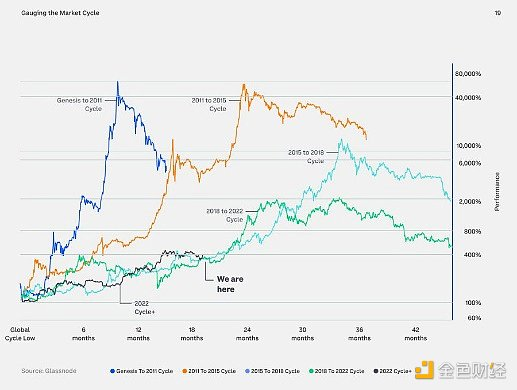 Gauging the Market Cycle
19
80,000%
Genesis to 2011
Cycle
2011 to 2015
Cycle
40,000%
2015 to 2018
Cycle
10,000%
6,000%
Performance
2018 to 2022
Cycle
2,000%
800%
400%
We are
here
2022
Cycle+
100%
60%
Global
Cycle Low
6
months
12
months
18
months
24
months
30
months
36
months
42
months
Source: Glassnode
Genesis To 2011 Cycle
2011 To 2015 Cycle
2015 To 2018 Cycle
2018 To 2022 Cycle
2022 Cycle+
金色财经